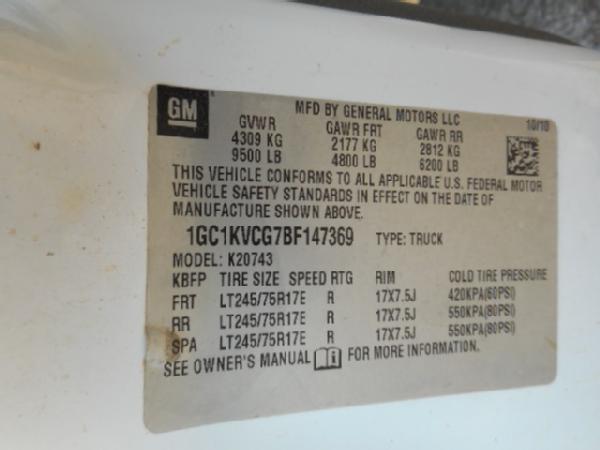 GM
MFD BY GENERAL MOTORS LLC
10/10
GVWR GAWR FRT GAWR RR
4309 KG 2177 KG 2812 KG
9500 LB 4800 LB 6200 LB
THIS VEHICLE CONFORMS TO ALL APPLICABLE U.S. FEDERAL MOTOR
VEHICLE SAFETY STANDARDS IN EFFECT ON THE DATE OF
MANUFACTURE SHOWN ABOVE.
1GC1KVCG7BF147369 TYPE: TRUCK
MODEL: K20743
KBFP TIRE SIZE SPEED RTG RIM COLD TIRE PRESSURE
FRT LT245/75R17E R 17X7.5J 420KPA(60PSI)
RR LT245/75R17E R 17X7.5J 550KPA(80PSI)
SPA LT245/75R17E R 17X7.5J 550KPA(80PSI)
SEE OWNER'S MANUAL FOR MORE INFORMATION.